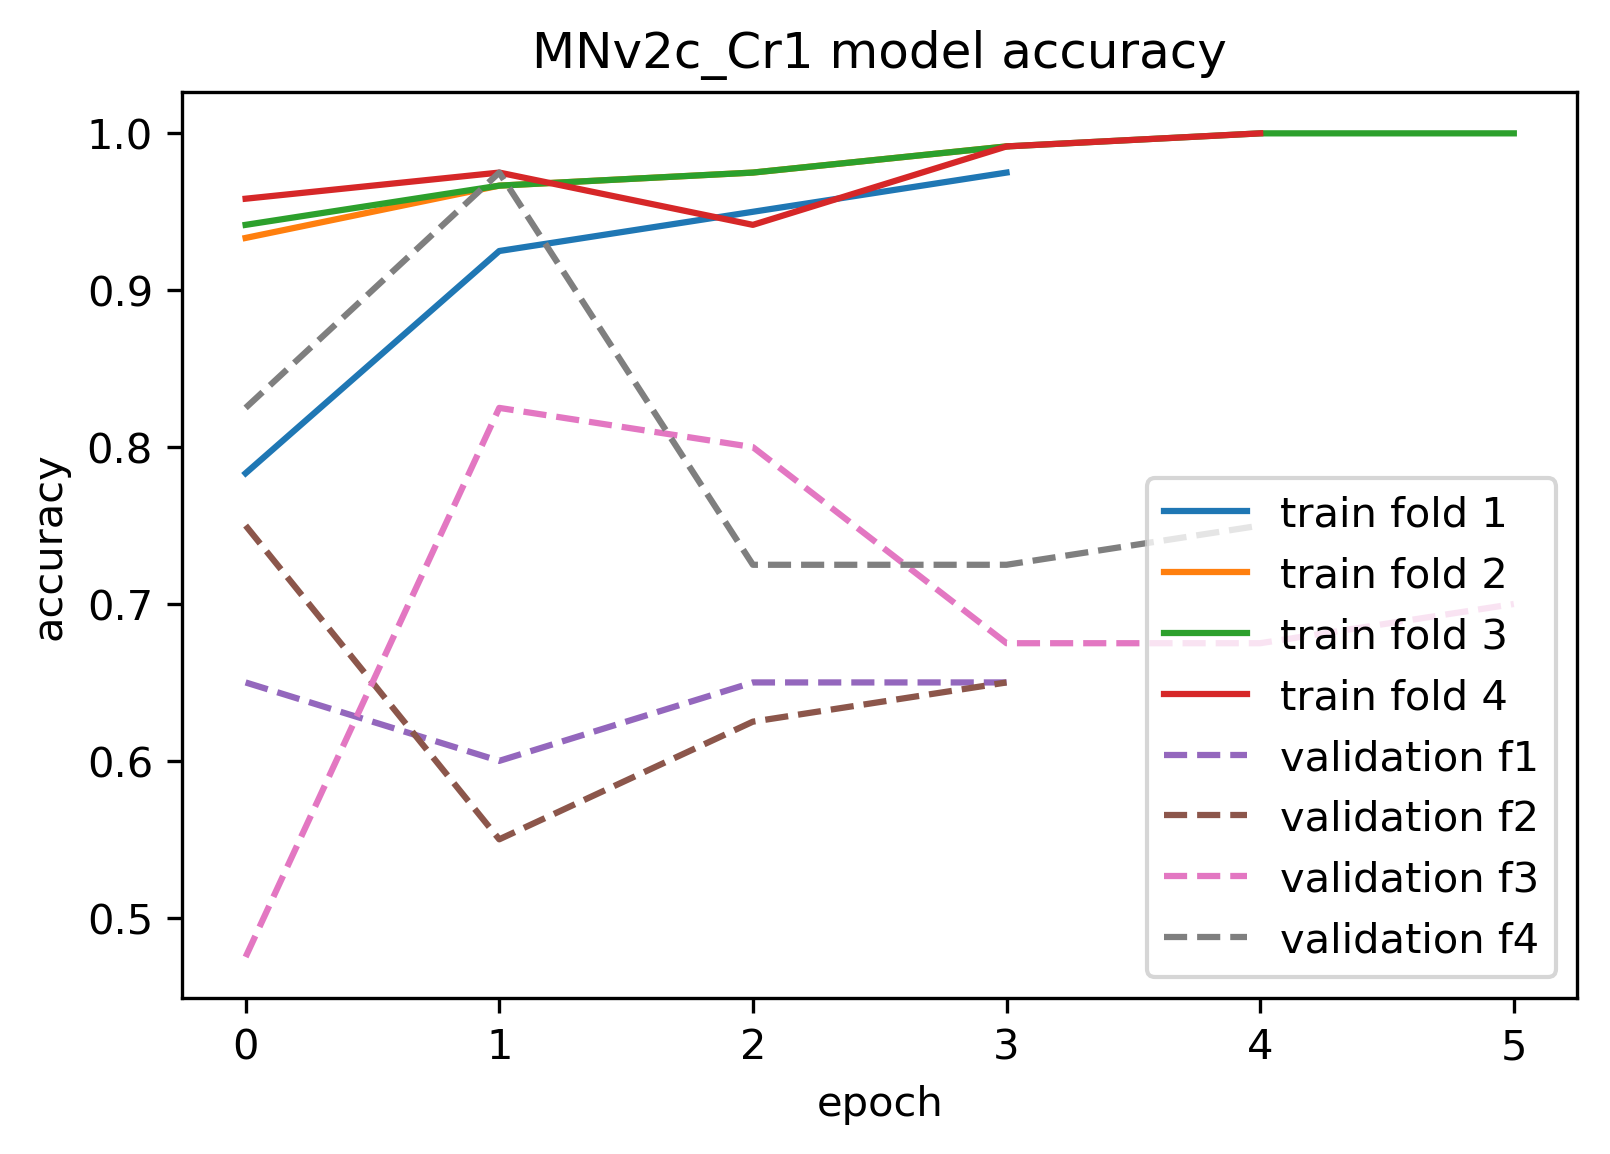 MNv2c_Cr1 model accuracy
accuracy
1.0
0.9
0.8
0.7
0.6
0.5
train fold 1
train fold 2
train fold 3
train fold 4
validation f1
validation f2
validation f3
validation f4
0 1 2 3 4 5
epoch